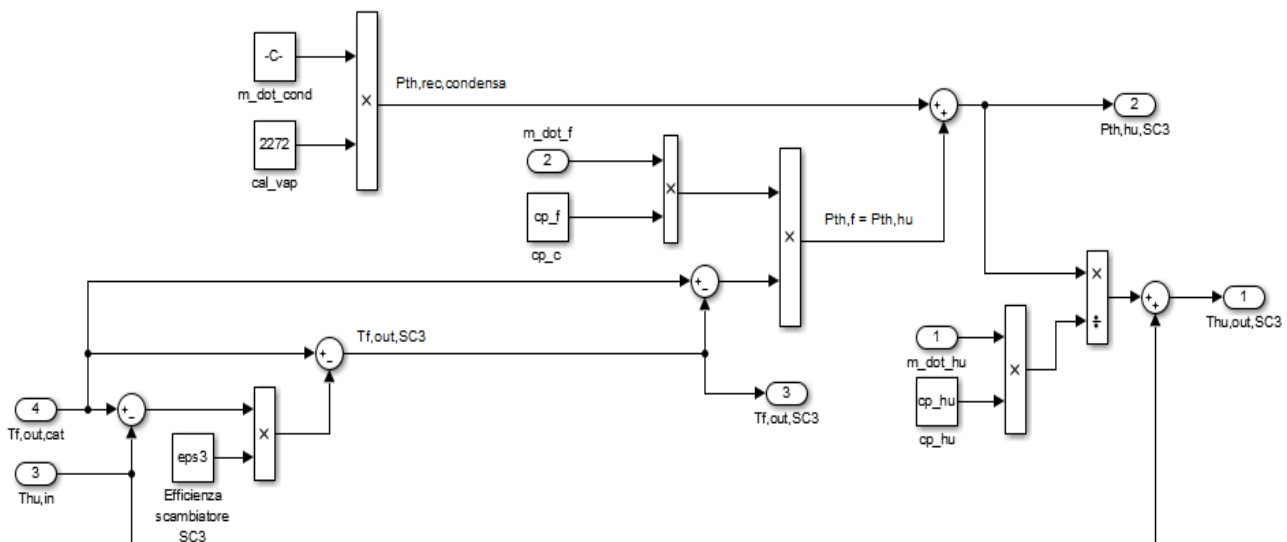 -C-
m_dot_cond
2272
cal_vap
×
Pth,rec,condensa
m_dot_f
2
cp_f
cp_c
×
×
Pth,f = Pth,hu
+
+
2
Pth,hu,SC3
×
÷
+
+
1
Thu,out,SC3
1
m_dot_hu
cp_hu
cp_hu
×
+
-
Tf,out,SC3
+
-
3
Tf,out,SC3
4
Tf,out,cat
+
-
×
3
Thu,in
eps3
Efficienza
scambiatore
SC3